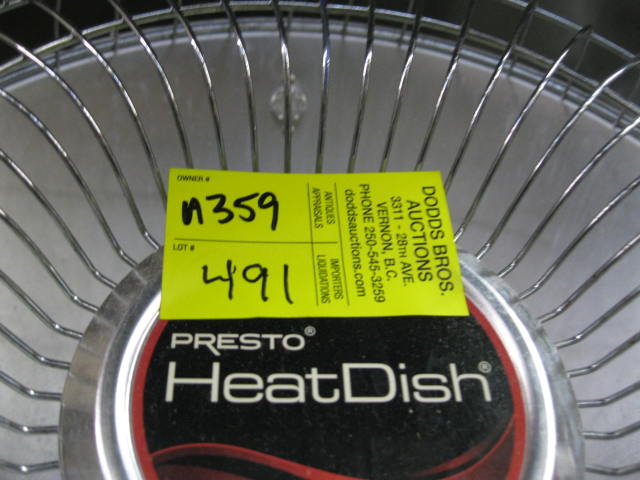 OWNER #
n359
LOT #
491
ANTIQUES
APPRAISALS
IMPORTERS
LIQUIDATIONS
DODDS BROS.
AUCTIONS
3311 - 28TH AVE.
VERNON, B.C.
PHONE 250-545-3259
doddsauctions.com
PRESTO®
HeatDish®